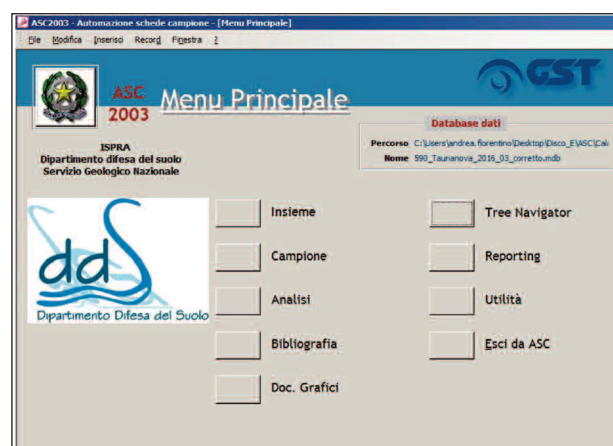 ASC2003 - Automazione schede campione - [Menu Principale]
File Modifica Inserisci Record Finestra ?
ASC
2003
Menu Principale
GST
Database dati
Percorso C:\Users\andrea.fiorentino\Desktop\Disco_E\ASC\Cala
Nome 590_Taurianova_2016_03_corretto.mdb
ISPRA
Dipartimento difesa del suolo
Servizio Geologico Nazionale
ddS
Dipartimento Difesa del Suolo
Insieme
Campione
Analisi
Bibliografia
Doc. Grafici
Tree Navigator
Reporting
Utilità
Esci da ASC